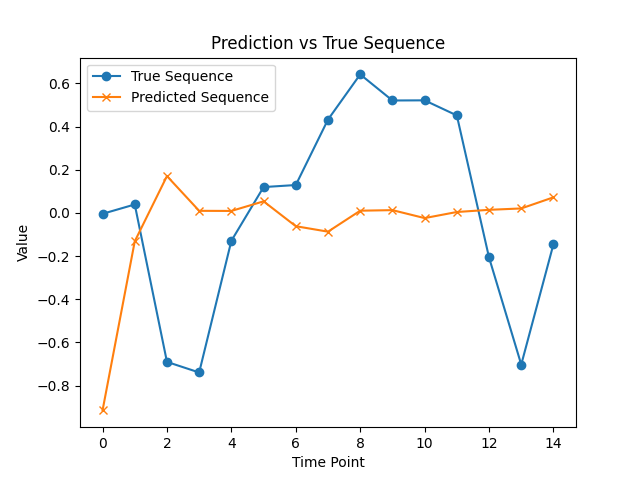 Prediction vs True Sequence
True Sequence
Predicted Sequence
0.6
0.4
0.2
0.0
−0.2
−0.4
−0.6
−0.8
Value
0 2 4 6 8 10 12 14
Time Point